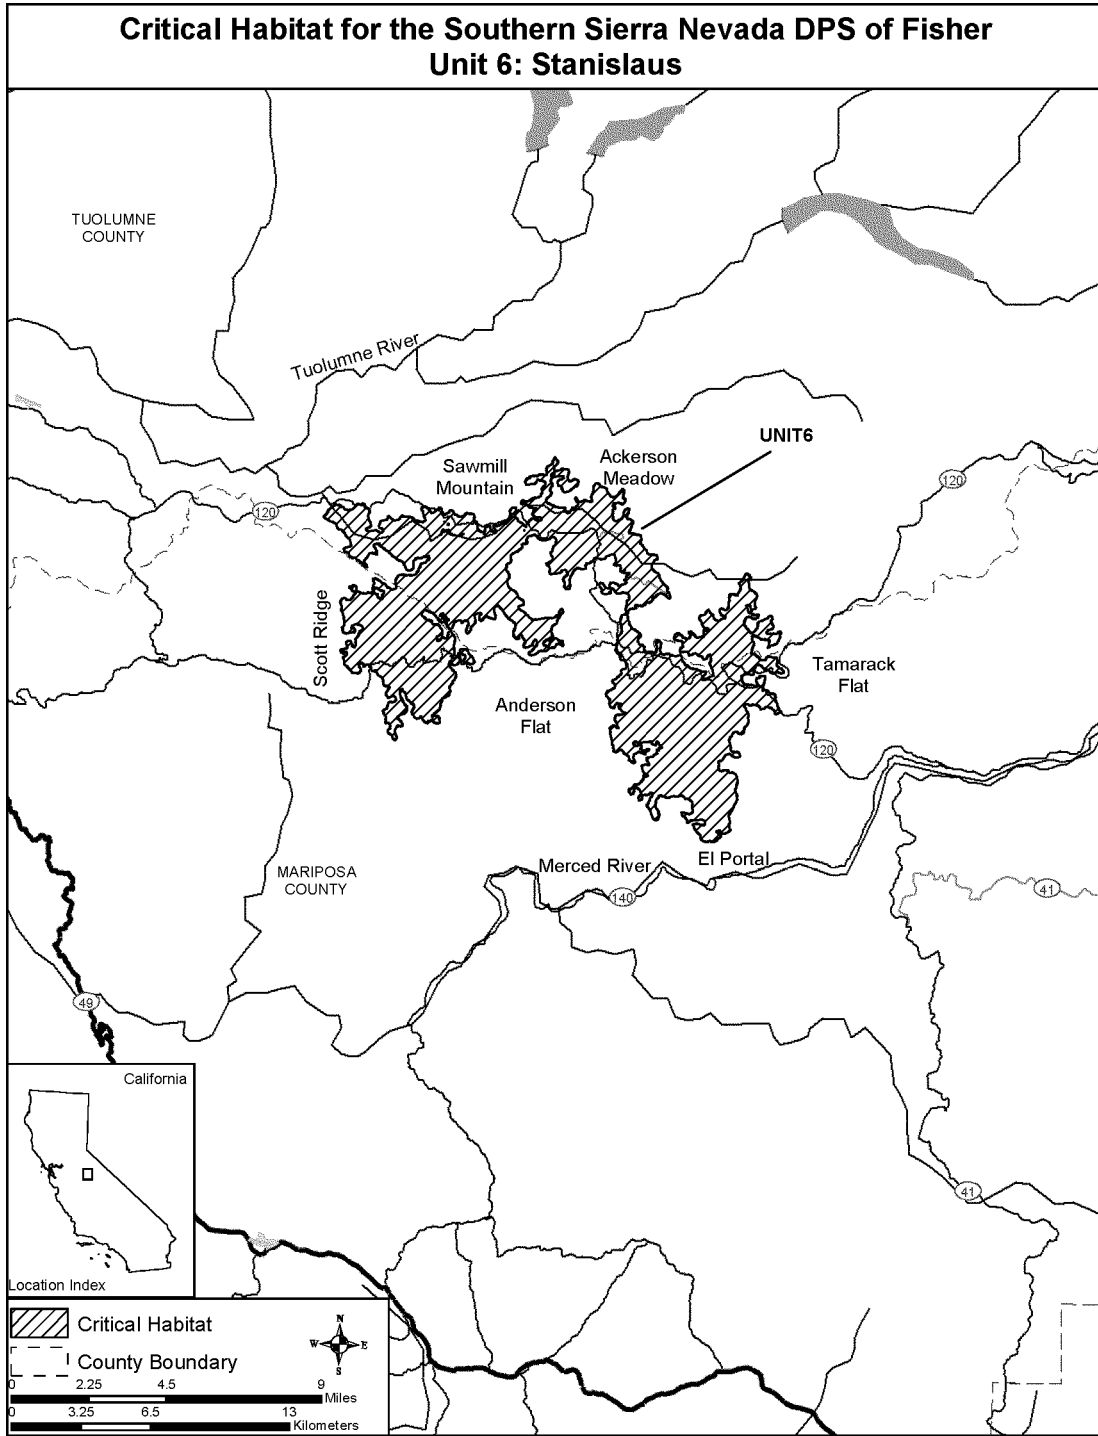 Critical Habitat for the Southern Sierra Nevada DPS of Fisher
Unit 6: Stanislaus
TUOLUMNE
COUNTY
Tuolumne River
UNIT6
Sawmill
Mountain
Ackerson
Meadow
120
120
Scott Ridge
Tamarack
Flat
Anderson
Flat
120
Merced River
El Portal
MARIPOSA
COUNTY
140
41
49
California
41
Location Index
Critical Habitat
County Boundary
N
W
E
S
0
2.25
4.5
9
Miles
0
3.25
6.5
13
Kilometers